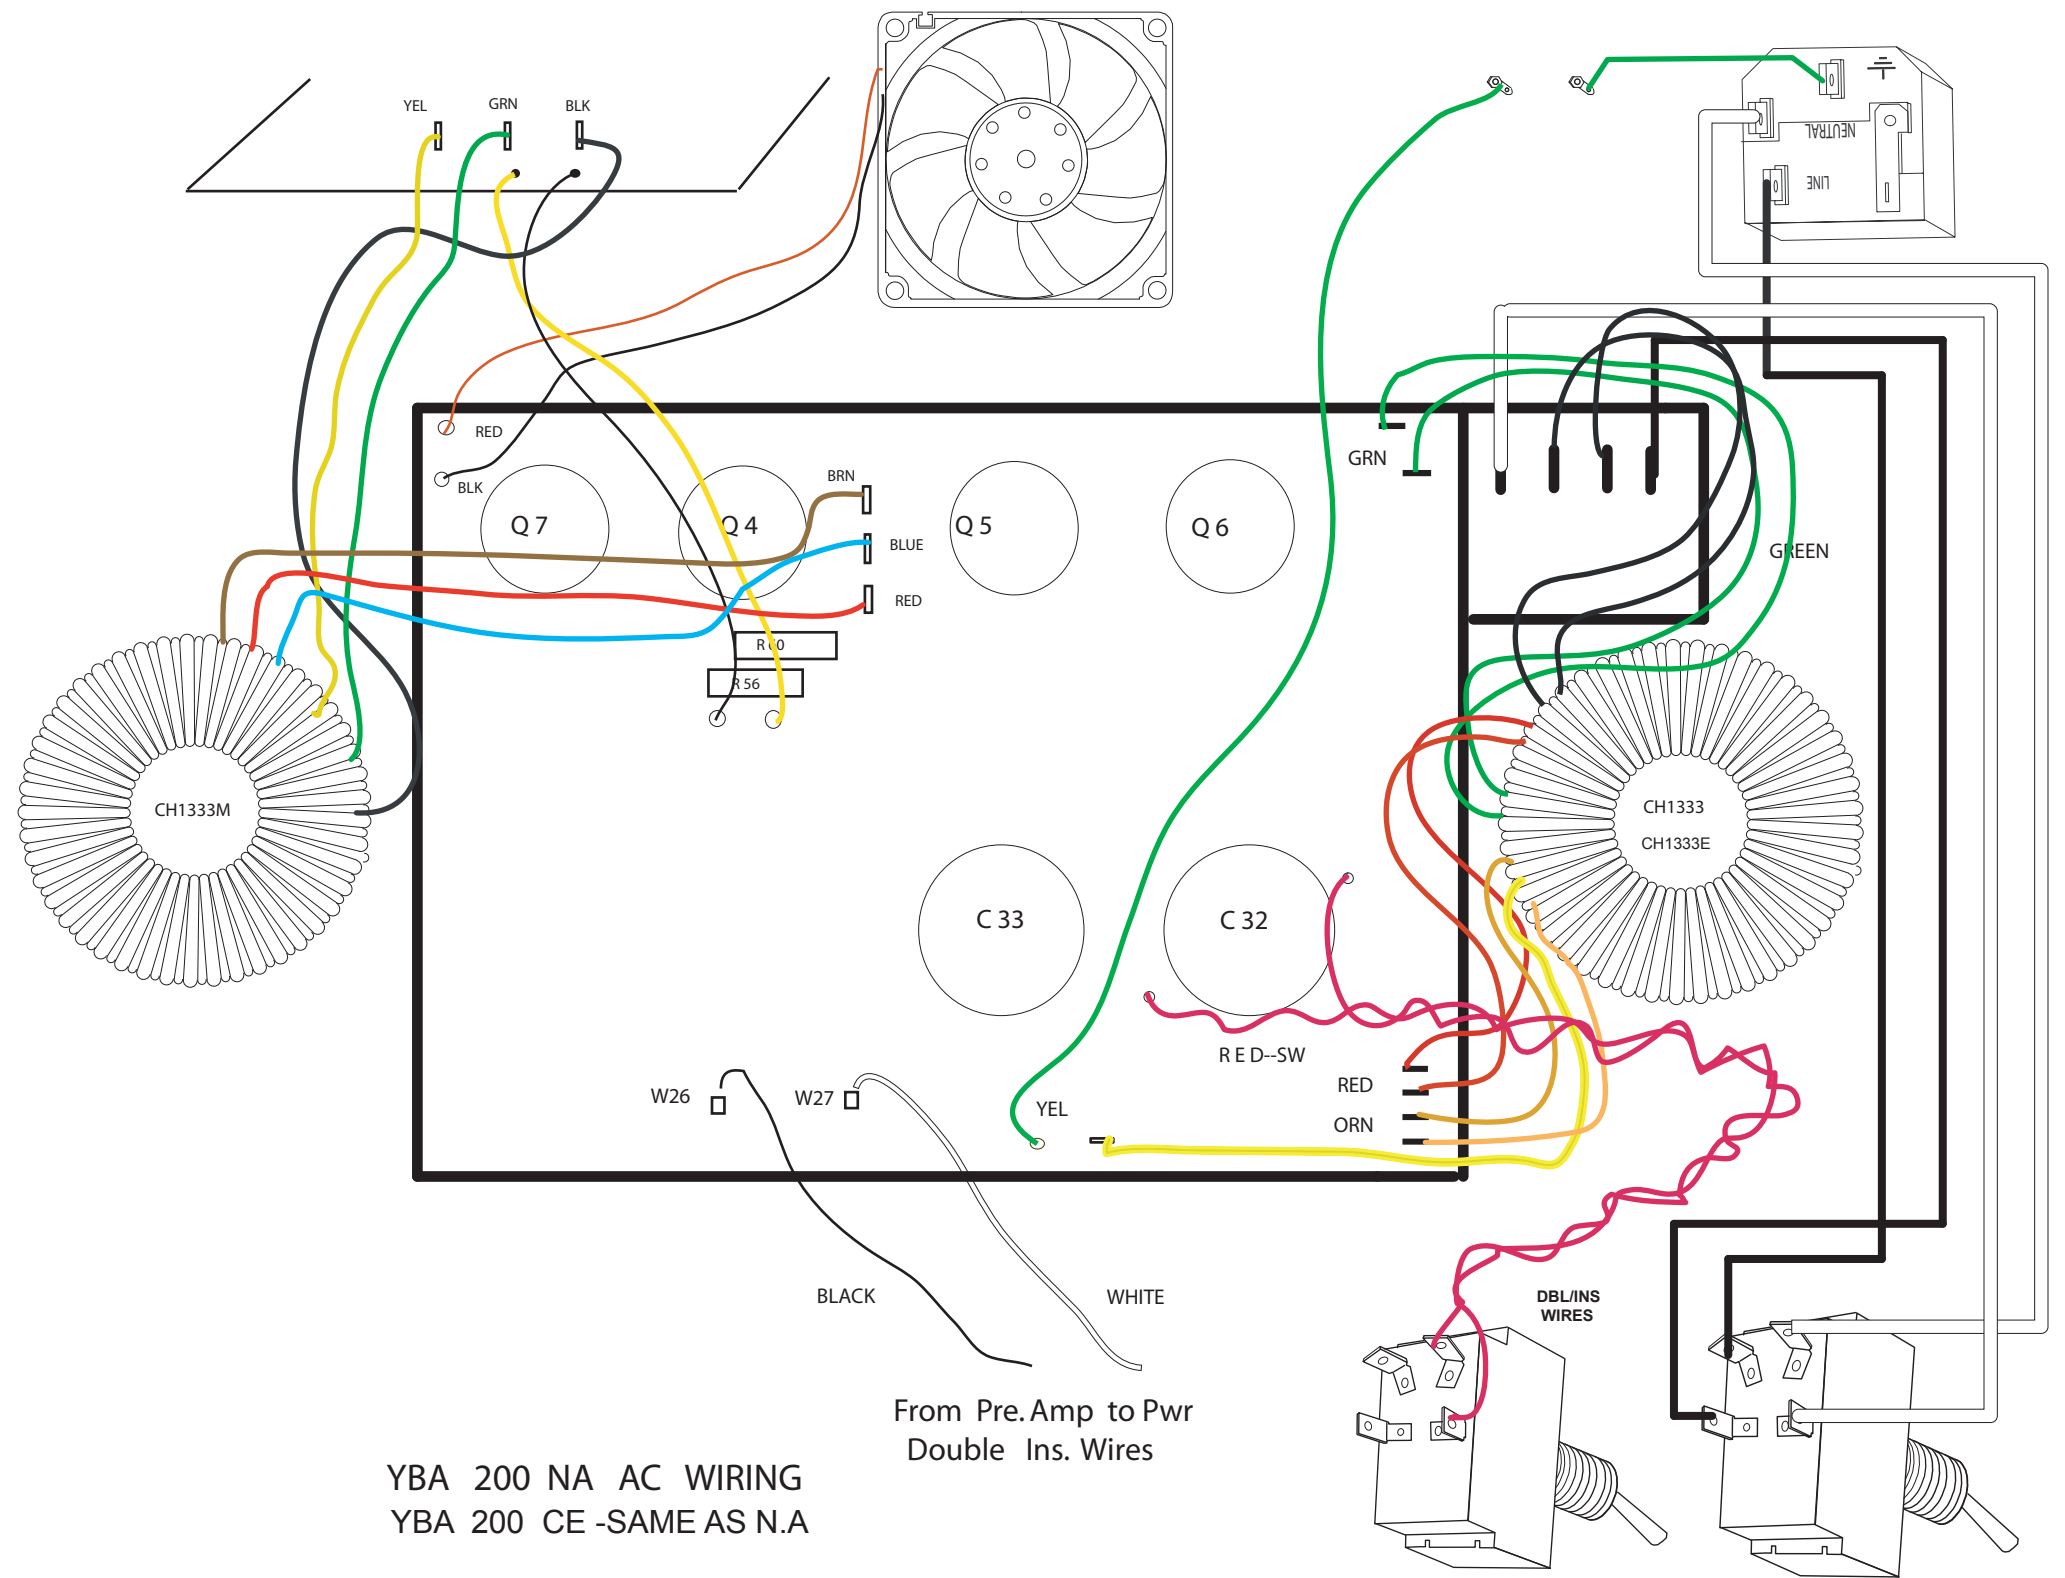 YEL
GRN
BLK
NEUTRAL
LINE
RED
BLK
GRN
BRN
BLUE
RED
Q 7
Q 4
Q 5
Q 6
GREEN
R 60
R 56
CH1333M
CH1333
CH1333E
C 33
C 32
R E D--SW
RED
ORN
YEL
W26
W27
BLACK
WHITE
DBL/INS
WIRES
From Pre. Amp to Pwr
Double Ins. Wires
YBA 200 NA AC WIRING
YBA 200 CE -SAME AS N.A